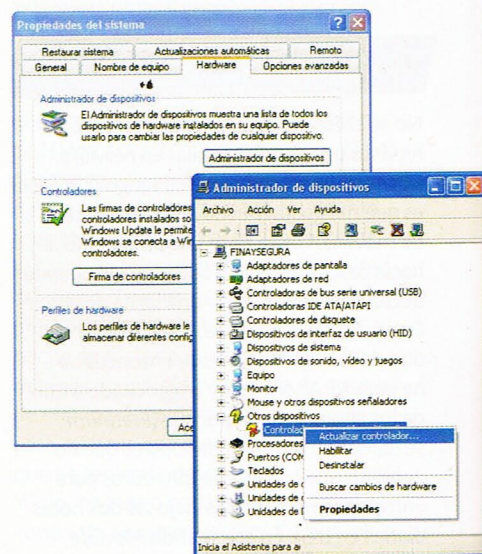 Propiedades del sistema
Restaurar sistema
Actualizaciones automáticas
Remoto
General
Nombre de equipo
Hardware
Opciones avanzadas
Administrador de dispositivos
El Administrador de dispositivos muestra una lista de todos los
dispositivos de hardware instalados en su equipo. Puede
usarlo para cambiar las propiedades de cualquier dispositivo.
Administrador de dispositivos
Controladores
Las firmas de controladores
controladores instalados
Windows Update le permite
Windows se conecta a
controladores.
Firma de controladores
Perfiles de hardware
Los perfiles de hardware le
almacenar diferentes
Administrador de dispositivos
Archivo Acción Ver Ayuda
FINAYSEGURA
Adaptadores de pantalla
Adaptadores de red
Controladoras de bus serie universal (USB)
Controladoras IDE ATA/ATAPI
Controladoras de disquete
Dispositivos de interfaz de usuario (HID)
Dispositivos de sistema
Dispositivos de sonido, vídeo y juegos
Equipo
Monitor
Mouse y otros dispositivos señaladores
Otros dispositivos
Procesadores
Puertos (COM
Teclados
Unidades de
Unidades de
Unidades de
Actualizar controlador...
Habilitar
Desinstalar
Buscar cambios de hardware
Propiedades
Inicia el Asistente para